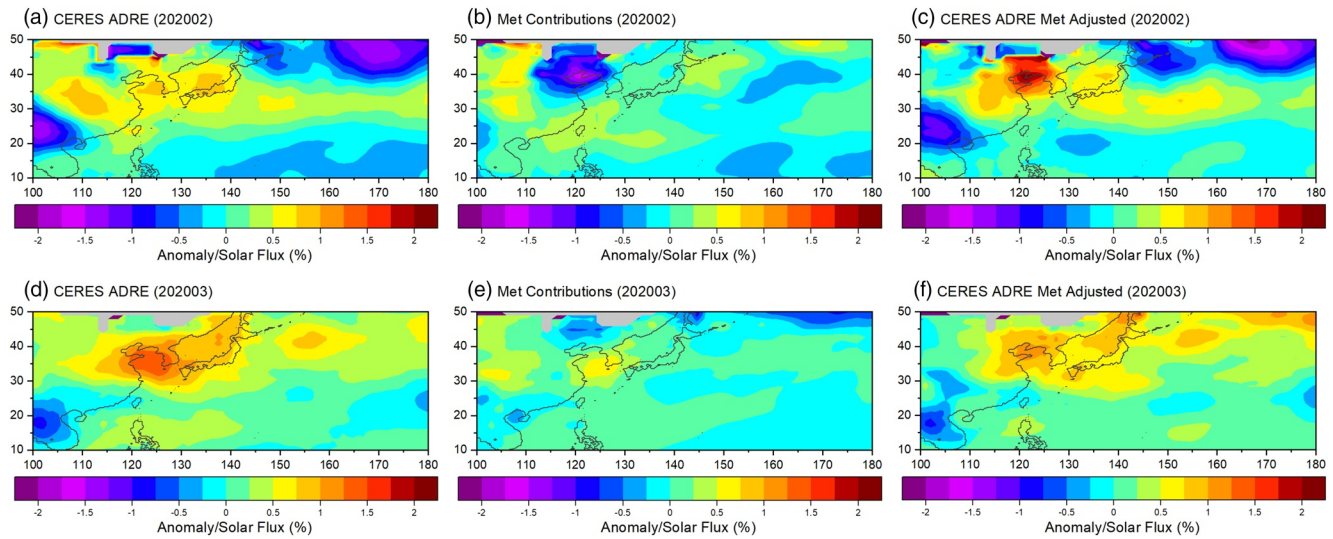 (a) CERES ADRE (202002)
50
40
30
20
10
100 110 120 130 140 150 160 170 180
-2 -1.5 -1 -0.5 0 0.5 1 1.5 2
Anomaly/Solar Flux (%)
(b) Met Contributions (202002)
50
40
30
20
10
100 110 120 130 140 150 160 170 180
-2 -1.5 -1 -0.5 0 0.5 1 1.5 2
Anomaly/Solar Flux (%)
(c) CERES ADRE Met Adjusted (202002)
50
40
30
20
10
100 110 120 130 140 150 160 170 180
-2 -1.5 -1 -0.5 0 0.5 1 1.5 2
Anomaly/Solar Flux (%)
(d) CERES ADRE (202003)
50
40
30
20
10
100 110 120 130 140 150 160 170 180
-2 -1.5 -1 -0.5 0 0.5 1 1.5 2
Anomaly/Solar Flux (%)
(e) Met Contributions (202003)
50
40
30
20
10
100 110 120 130 140 150 160 170 180
-2 -1.5 -1 -0.5 0 0.5 1 1.5 2
Anomaly/Solar Flux (%)
(f) CERES ADRE Met Adjusted (202003)
50
40
30
20
10
100 110 120 130 140 150 160 170 180
-2 -1.5 -1 -0.5 0 0.5 1 1.5 2
Anomaly/Solar Flux (%)